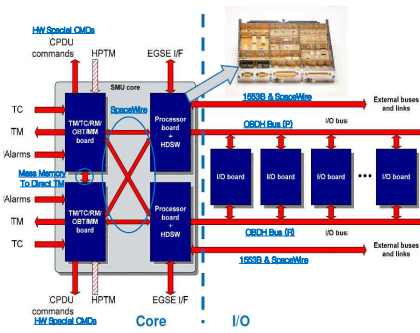 HW Special CMDs
CPDU
commands
HPTM
EGSE I/F
SMU core
TC
TM
Alarms
TM/TC/RM/
OBT/MM
board
SpaceWire
Processor
board
+
HDSW
1553B & SpaceWire
External buses
and links
OBDH Bus (P)
I/O bus
I/O board
I/O board
I/O board
I/O board
Mass Memory
To Direct TM
Alarms
TM
TC
TM/TC/RM/
OBT/MM
board
Processor
board
+
HDSW
OBDH Bus (R)
I/O bus
1553B & SpaceWire
External buses
and links
CPDU
commands
HPTM
EGSE I/F
HW Special CMDs
Core
I/O